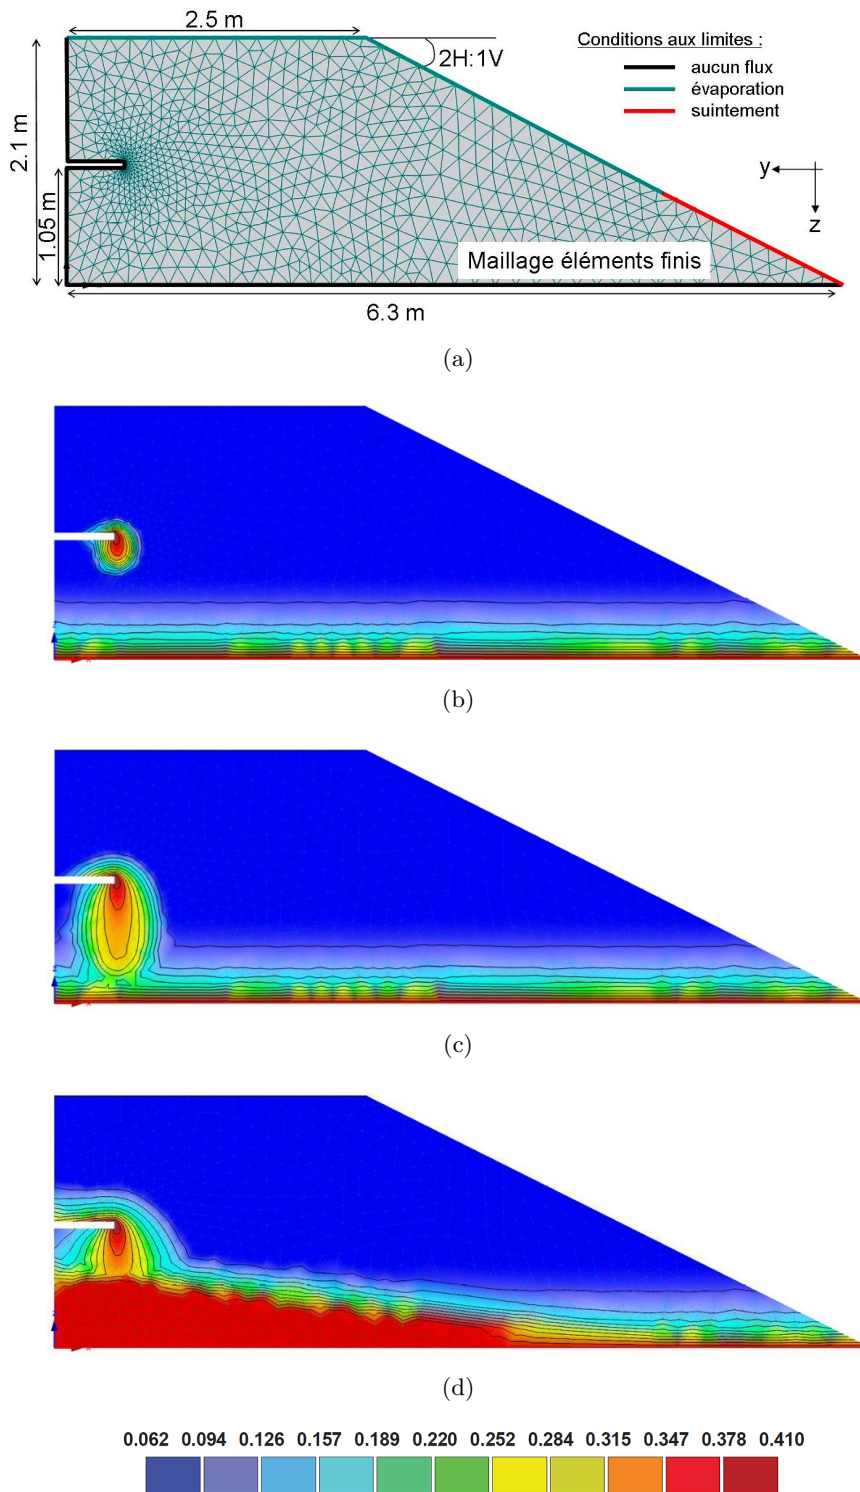 2.5 m
2H:1V
Conditions aux limites :
aucun flux
évaporation
suintement
2.1 m
1.05 m
y
z
Maillage éléments finis
6.3 m
(a)
(b)
(c)
(d)
0.062 0.094 0.126 0.157 0.189 0.220 0.252 0.284 0.315 0.347 0.378 0.410